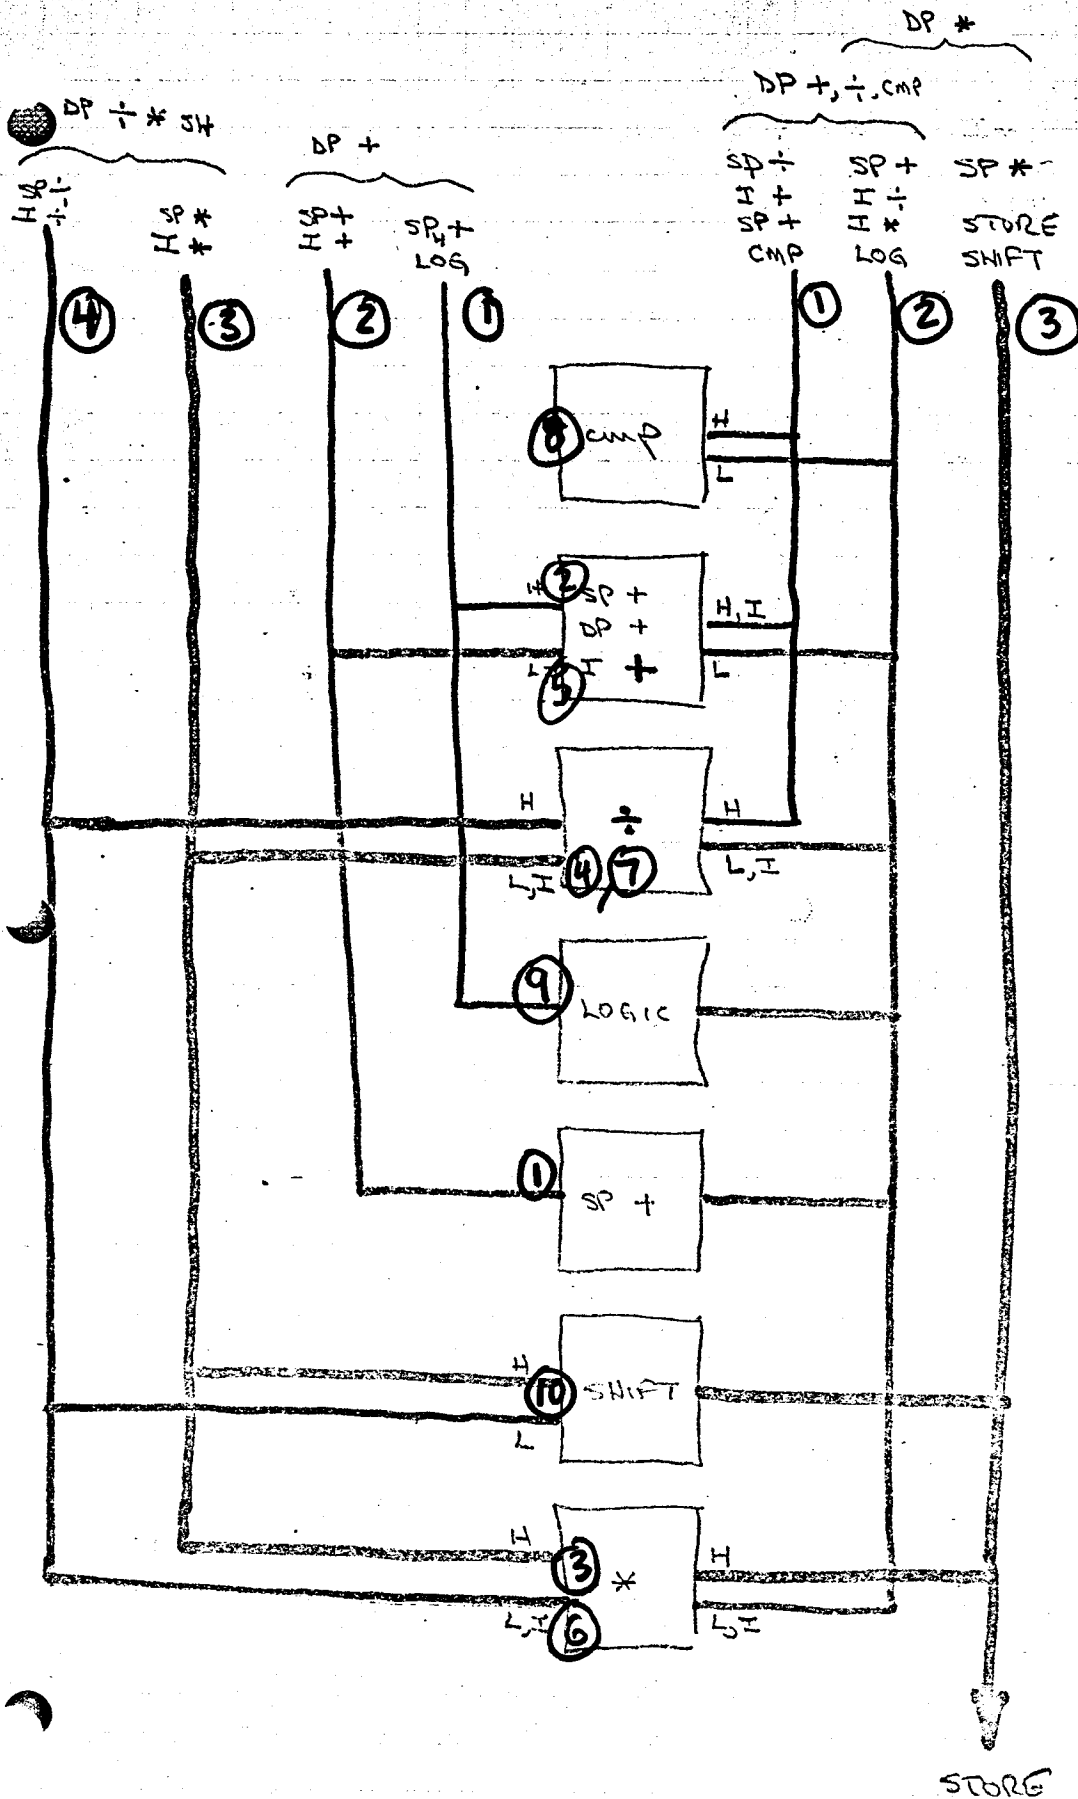 DP *
DP +, ÷, CMP
DP ÷ * SH
DP +
SP ÷
I ÷
SP *
I *
SP +
I +
SP +
LOG
SP ÷
I +
SP +
CMP
SP +
I ÷
I *
LOG
SP *
STORE
SHIFT
4
3
2
1
1
2
3
8
CMP
H
L
H
2
SP +
DP +
I +
L
5
H, I
L
H
÷
L, I
4
7
H
L, I
9
LOGIC
1
SP +
H
10
SHIFT
L
H
3
*
L, I
6
H
L, I
STORE